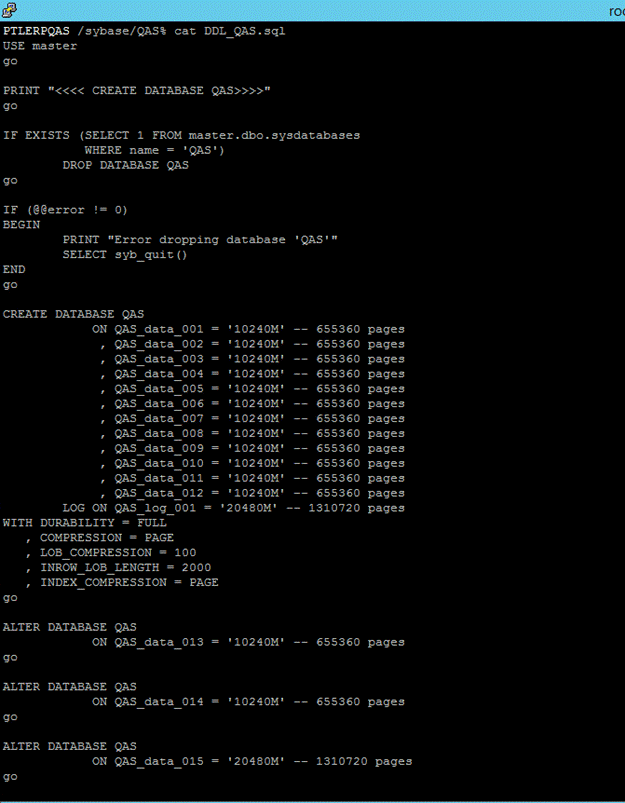 roo
PTLERPQAS /sybase/QAS% cat DDL_QAS.sql
USE master
go
PRINT "<<<< CREATE DATABASE QAS>>>>"
go
IF EXISTS (SELECT 1 FROM master.dbo.sysdatabases
WHERE name = 'QAS')
DROP DATABASE QAS
go
IF (@@error != 0)
BEGIN
PRINT "Error dropping database 'QAS'"
SELECT syb_quit()
END
go
CREATE DATABASE QAS
ON QAS_data_001 = '10240M' -- 655360 pages
, QAS_data_002 = '10240M' -- 655360 pages
, QAS_data_003 = '10240M' -- 655360 pages
, QAS_data_004 = '10240M' -- 655360 pages
, QAS_data_005 = '10240M' -- 655360 pages
, QAS_data_006 = '10240M' -- 655360 pages
, QAS_data_007 = '10240M' -- 655360 pages
, QAS_data_008 = '10240M' -- 655360 pages
, QAS_data_009 = '10240M' -- 655360 pages
, QAS_data_010 = '10240M' -- 655360 pages
, QAS_data_011 = '10240M' -- 655360 pages
, QAS_data_012 = '10240M' -- 655360 pages
LOG ON QAS_log_001 = '20480M' -- 1310720 pages
WITH DURABILITY = FULL
, COMPRESSION = PAGE
, LOB_COMPRESSION = 100
, INROW_LOB_LENGTH = 2000
, INDEX_COMPRESSION = PAGE
go
ALTER DATABASE QAS
ON QAS_data_013 = '10240M' -- 655360 pages
go
ALTER DATABASE QAS
ON QAS_data_014 = '10240M' -- 655360 pages
go
ALTER DATABASE QAS
ON QAS_data_015 = '20480M' -- 1310720 pages
go